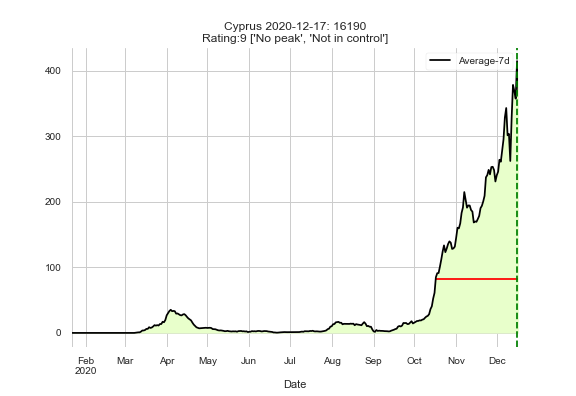 Cyprus 2020-12-17: 16190
Rating:9 ['No peak', 'Not in control']
Average-7d
400
300
200
100
0
Feb Mar Apr May Jun Jul Aug Sep Oct Nov Dec
2020
Date